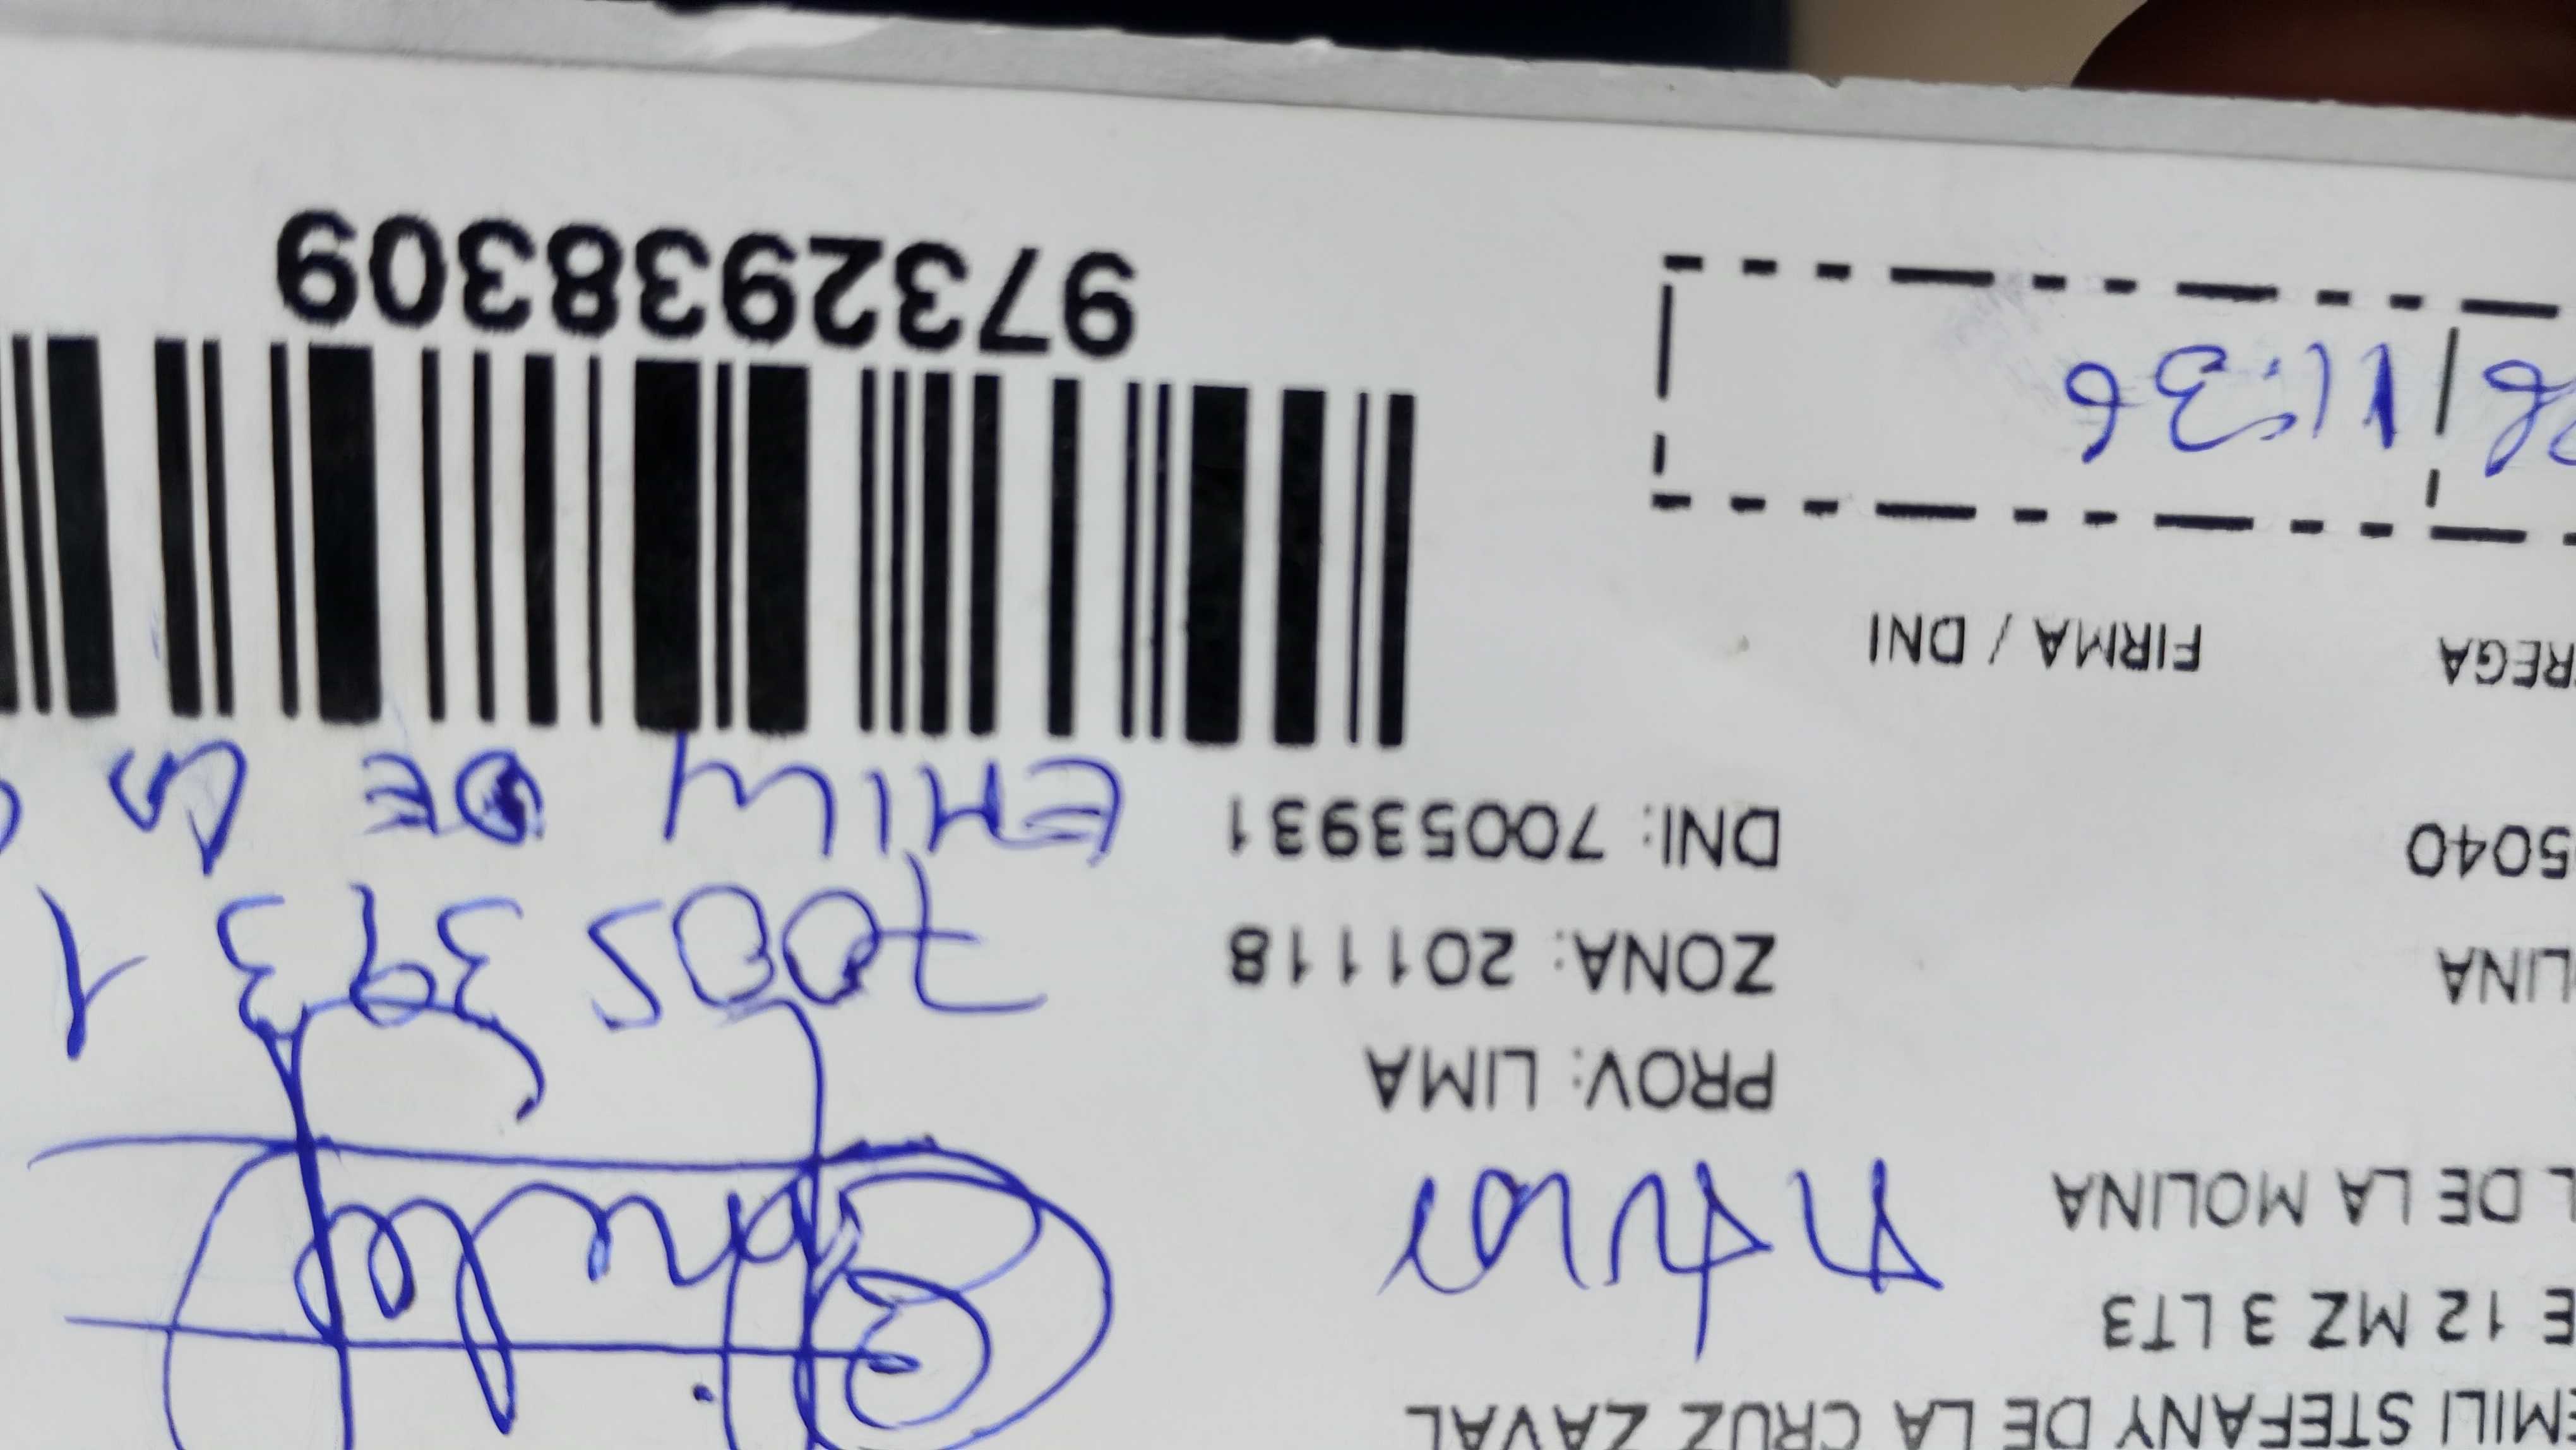 EMILI STEFANY DE LA CRUZ ZAVAL
E 12 MZ 3 LT3
L DE LA MOLINA
PROV: LIMA
LINA ZONA: 201118
5040 DNI: 70053931
70053931
EMILY DE LA
REGA FIRMA / DNI
11:36
97329383309